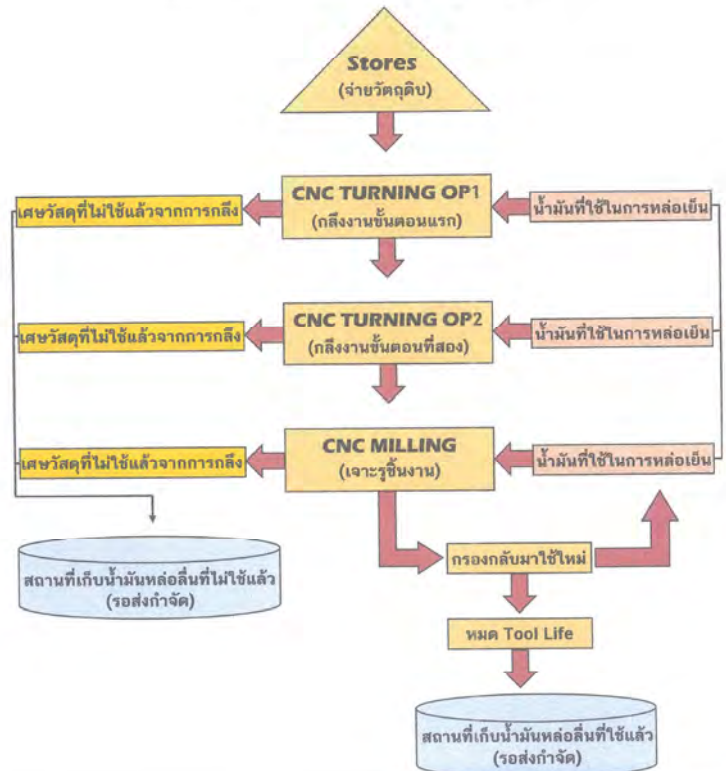 Stores
(จ่ายวัตถุดิบ)
เศษวัสดุที่ไม่ใช้แล้วจากการกลึง
CNC TURNING OP1
(กลึงงานขั้นตอนแรก)
น้ำมันที่ใช้ในการหล่อเย็น
เศษวัสดุที่ไม่ใช้แล้วจากการกลึง
CNC TURNING OP2
(กลึงงานขั้นตอนที่สอง)
น้ำมันที่ใช้ในการหล่อเย็น
เศษวัสดุที่ไม่ใช้แล้วจากการกลึง
CNC MILLING
(เจาะรูชิ้นงาน)
น้ำมันที่ใช้ในการหล่อเย็น
สถานที่เก็บน้ำมันหล่อลื่นที่ไม่ใช้แล้ว
(รอส่งกำจัด)
กรองกลับมาใช้ใหม่
หมด Tool Life
สถานที่เก็บน้ำมันหล่อลื่นที่ใช้แล้ว
(รอส่งกำจัด)